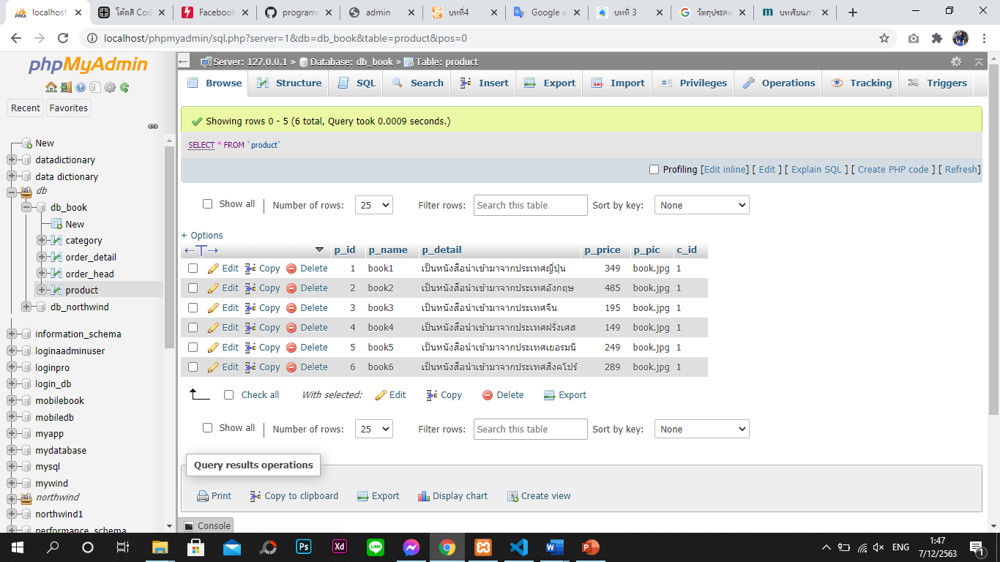 localhost
โค้ดสิ Cod
Facebook
programm
admin
บทที่4
Google แ
บทที่ 3
วัตถุประสง
บทเรียนภา
localhost/phpmyadmin/sql.php?server=1&db=db_book&table=product&pos=0
phpMyAdmin
Recent Favorites
New
datadictionary
data dictionary
db
db_book
New
category
order_detail
order_head
product
db_northwind
information_schema
loginaadminuser
loginpro
login_db
mobilebook
mobiledb
myapp
mydatabase
mysql
mywind
northwind
northwind1
performance_schema
Server: 127.0.0.1 » Database: db_book » Table: product
Browse Structure SQL Search Insert Export Import Privileges Operations Tracking Triggers
Showing rows 0 - 5 (6 total, Query took 0.0009 seconds.)
SELECT * FROM `product`
Profiling [Edit inline] [ Edit ] [ Explain SQL ] [ Create PHP code ] [ Refresh]
Show all Number of rows: 25 Filter rows: Search this table Sort by key: None
+ Options
p_id p_name p_detail p_price p_pic c_id
Edit Copy Delete 1 book1 เป็นหนังสือนำเข้ามาจากประเทศญี่ปุ่น 349 book.jpg 1
Edit Copy Delete 2 book2 เป็นหนังสือนำเข้ามาจากประเทศอังกฤษ 485 book.jpg 1
Edit Copy Delete 3 book3 เป็นหนังสือนำเข้ามาจากประเทศจีน 195 book.jpg 1
Edit Copy Delete 4 book4 เป็นหนังสือนำเข้ามาจากประเทศฝรั่งเศส 149 book.jpg 1
Edit Copy Delete 5 book5 เป็นหนังสือนำเข้ามาจากประเทศเยอรมนี 249 book.jpg 1
Edit Copy Delete 6 book6 เป็นหนังสือนำเข้ามาจากประเทศสิงคโปร์ 289 book.jpg 1
Check all With selected: Edit Copy Delete Export
Show all Number of rows: 25 Filter rows: Search this table Sort by key: None
Query results operations
Print Copy to clipboard Export Display chart Create view
Console
ENG
1:47
7/12/2563